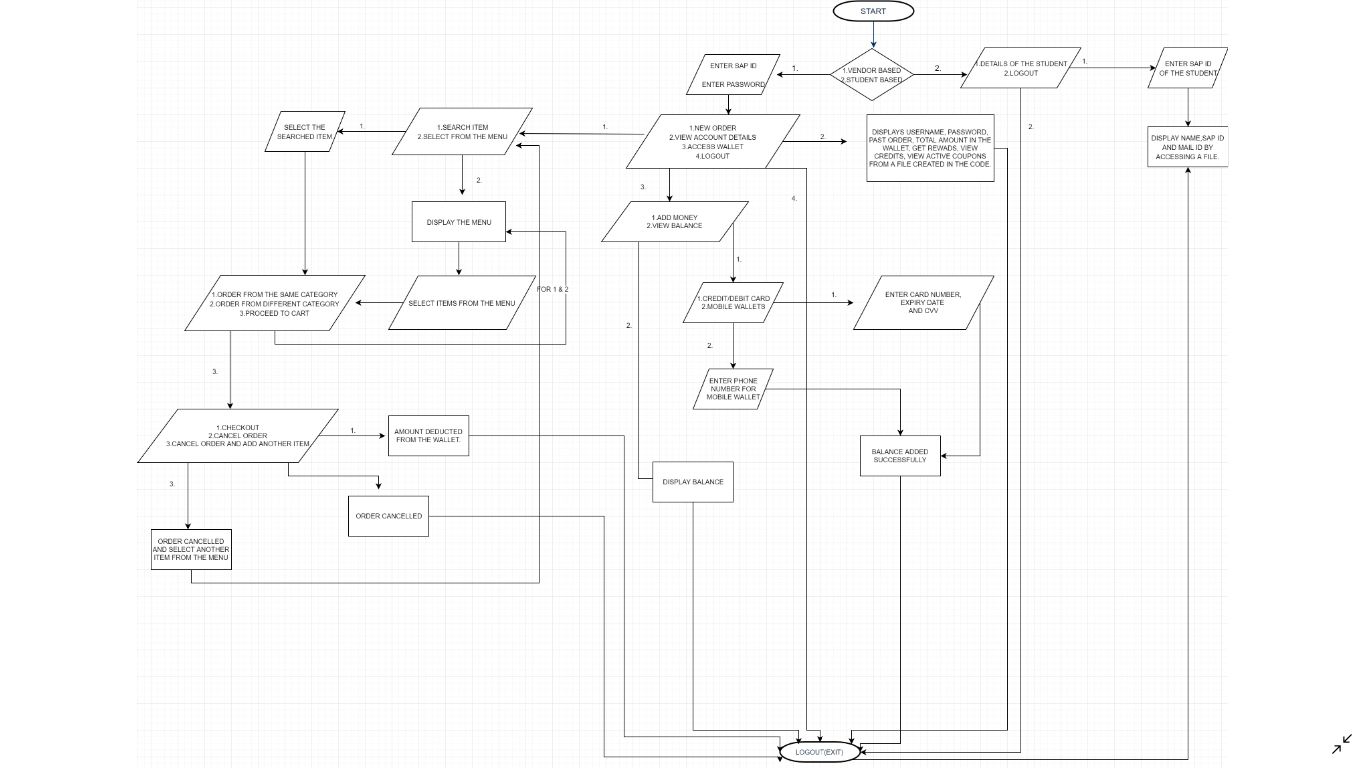 START
1.VENDOR BASED
2.STUDENT BASED
1.
2.
ENTER SAP ID
ENTER PASSWORD
1.DETAILS OF THE STUDENT
2.LOGOUT
1.
ENTER SAP ID
OF THE STUDENT
2.
DISPLAY NAME,SAP ID
AND MAIL ID BY
ACCESSING A FILE.
1.NEW ORDER
2.VIEW ACCOUNT DETAILS
3.ACCESS WALLET
4.LOGOUT
1.
2.
3.
4.
DISPLAYS USERNAME, PASSWORD,
PAST ORDER, TOTAL AMOUNT IN THE
WALLET, GET REWADS, VIEW
CREDITS, VIEW ACTIVE COUPONS
FROM A FILE CREATED IN THE CODE.
1.SEARCH ITEM
2.SELECT FROM THE MENU
1.
2.
SELECT THE
SEARCHED ITEM
DISPLAY THE MENU
SELECT ITEMS FROM THE MENU
FOR 1 & 2
1.ORDER FROM THE SAME CATEGORY
2.ORDER FROM DIFFERENT CATEGORY
3.PROCEED TO CART
3.
1.CHECKOUT
2.CANCEL ORDER
3.CANCEL ORDER AND ADD ANOTHER ITEM
1.
3.
AMOUNT DEDUCTED
FROM THE WALLET.
ORDER CANCELLED
ORDER CANCELLED
AND SELECT ANOTHER
ITEM FROM THE MENU
1.ADD MONEY
2.VIEW BALANCE
1.
2.
1.CREDIT/DEBIT CARD
2.MOBILE WALLETS
1.
2.
ENTER CARD NUMBER,
EXPIRY DATE
AND CVV
ENTER PHONE
NUMBER FOR
MOBILE WALLET
BALANCE ADDED
SUCCESSFULLY
DISPLAY BALANCE
LOGOUT(EXIT)